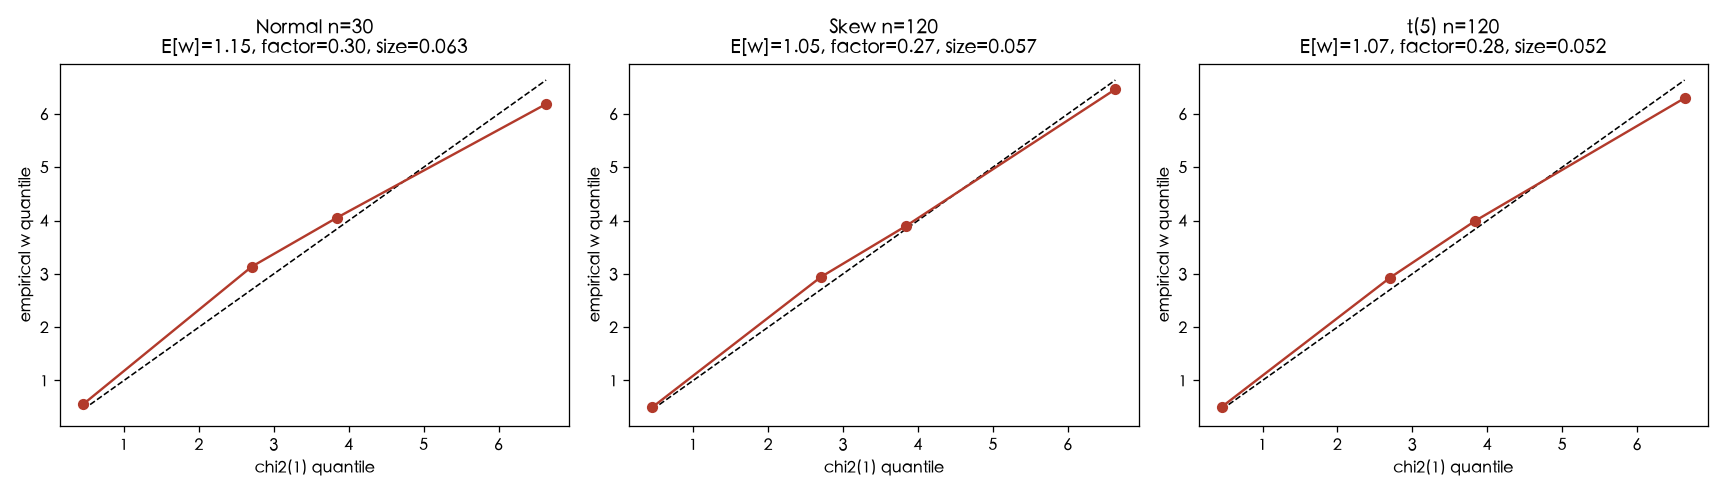 Normal n=30
E[w]=1.15, factor=0.30, size=0.063
empirical w quantile
6
5
4
3
2
1
1 2 3 4 5 6
chi2(1) quantile
Skew n=120
E[w]=1.05, factor=0.27, size=0.057
empirical w quantile
6
5
4
3
2
1
1 2 3 4 5 6
chi2(1) quantile
t(5) n=120
E[w]=1.07, factor=0.28, size=0.052
empirical w quantile
6
5
4
3
2
1
1 2 3 4 5 6
chi2(1) quantile